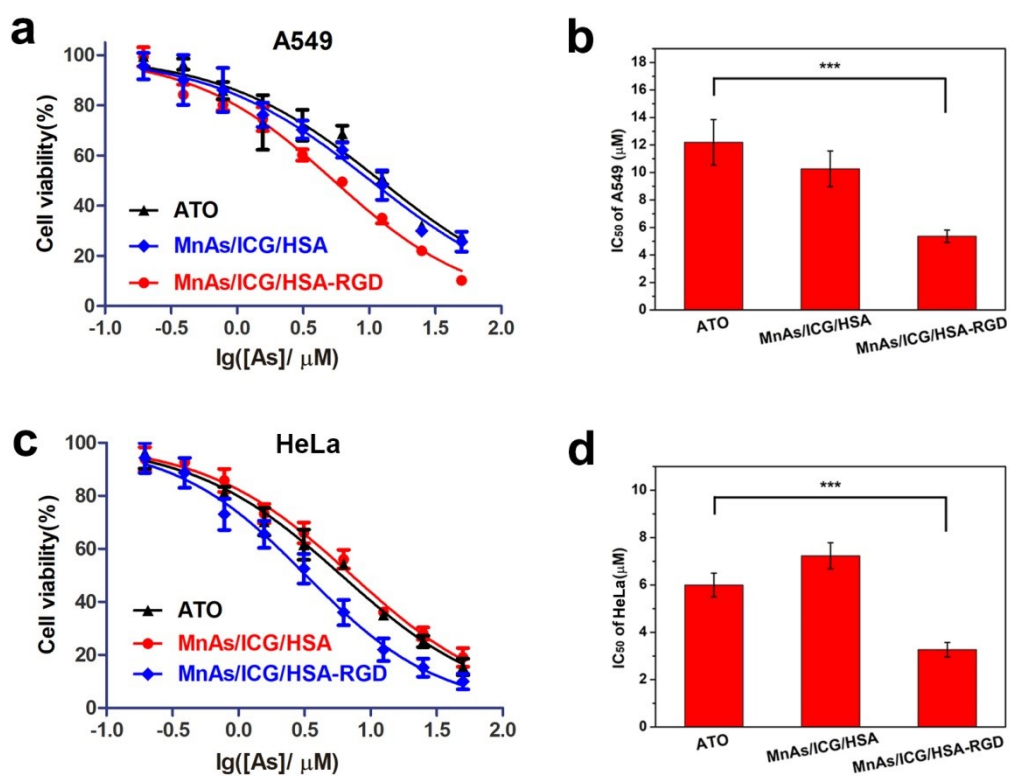 a
A549
100
80
60
40
20
0
Cell viability(%)
ATO
MnAs/ICG/HSA
MnAs/ICG/HSA-RGD
-1.0 -0.5 0.0 0.5 1.0 1.5 2.0
lg([As]/ μM)
b
18
16
14
12
10
8
6
4
2
0
IC50 of A549 (μM)
***
ATO
MnAs/ICG/HSA
MnAs/ICG/HSA-RGD
c
HeLa
100
80
60
40
20
0
Cell viability(%)
ATO
MnAs/ICG/HSA
MnAs/ICG/HSA-RGD
-1.0 -0.5 0.0 0.5 1.0 1.5 2.0
lg([As]/ μM)
d
10
8
6
4
2
0
IC50 of HeLa(μM)
***
ATO
MnAs/ICG/HSA
MnAs/ICG/HSA-RGD